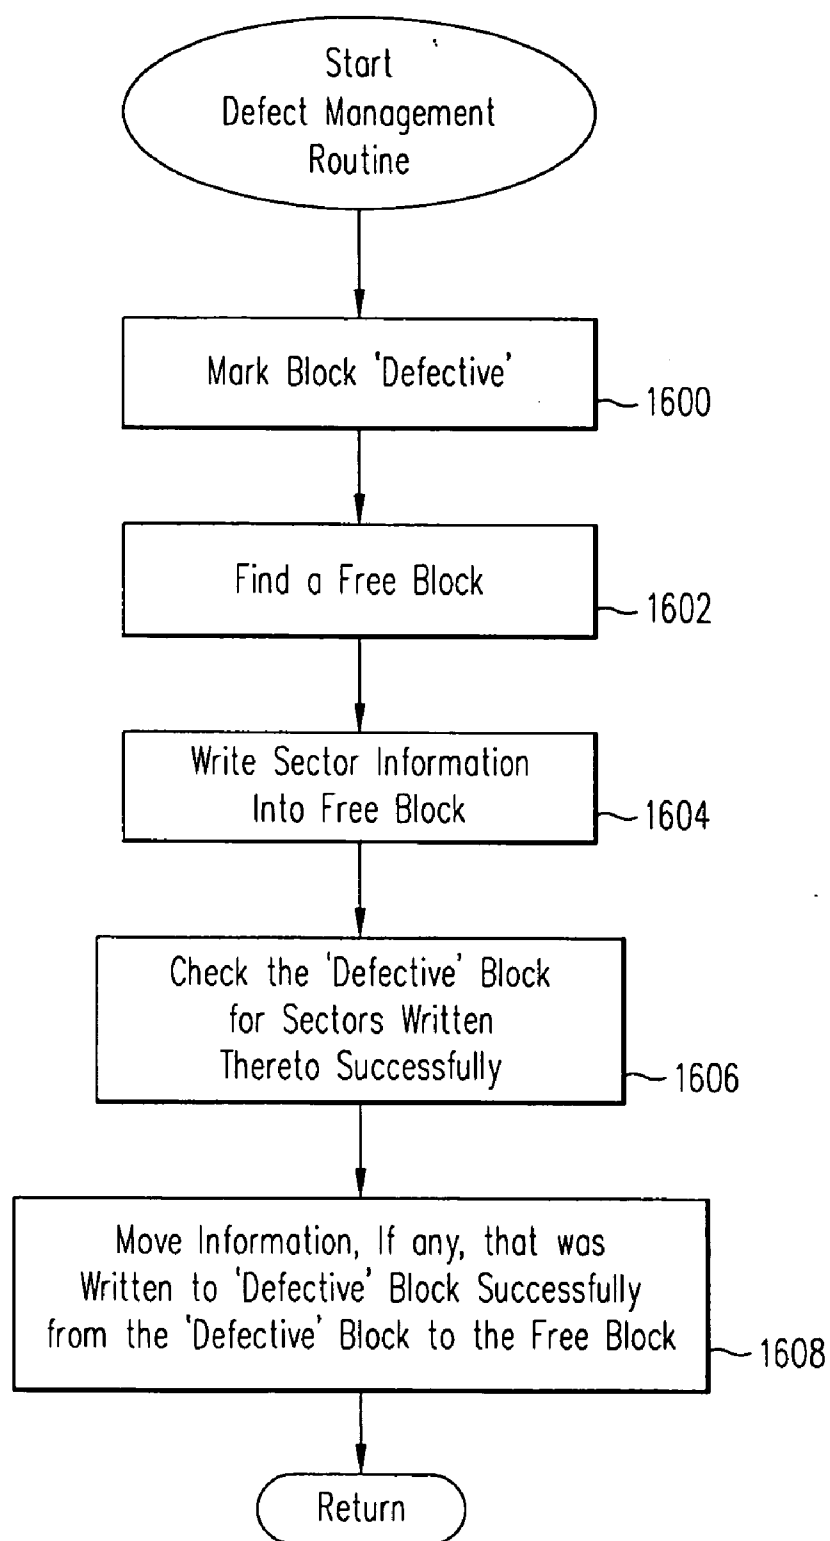 Start
Defect Management
Routine
Mark Block 'Defective'
1600
Find a Free Block
1602
Write Sector Information
Into Free Block
1604
Check the 'Defective' Block
for Sectors Written
Thereto Successfully
1606
Move Information, If any, that was
Written to 'Defective' Block Successfully
from the 'Defective' Block to the Free Block
1608
Return